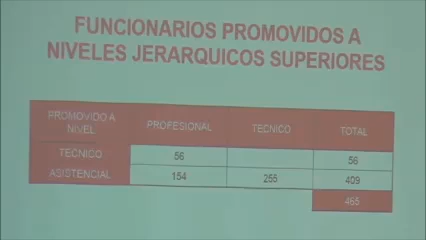 FUNCIONARIOS PROMOVIDOS A
NIVELES JERARQUICOS SUPERIORES
PROMOVIDO A NIVEL PROFESIONAL TECNICO TOTAL
TECNICO 56 56
ASISTENCIAL 154 255 409
465